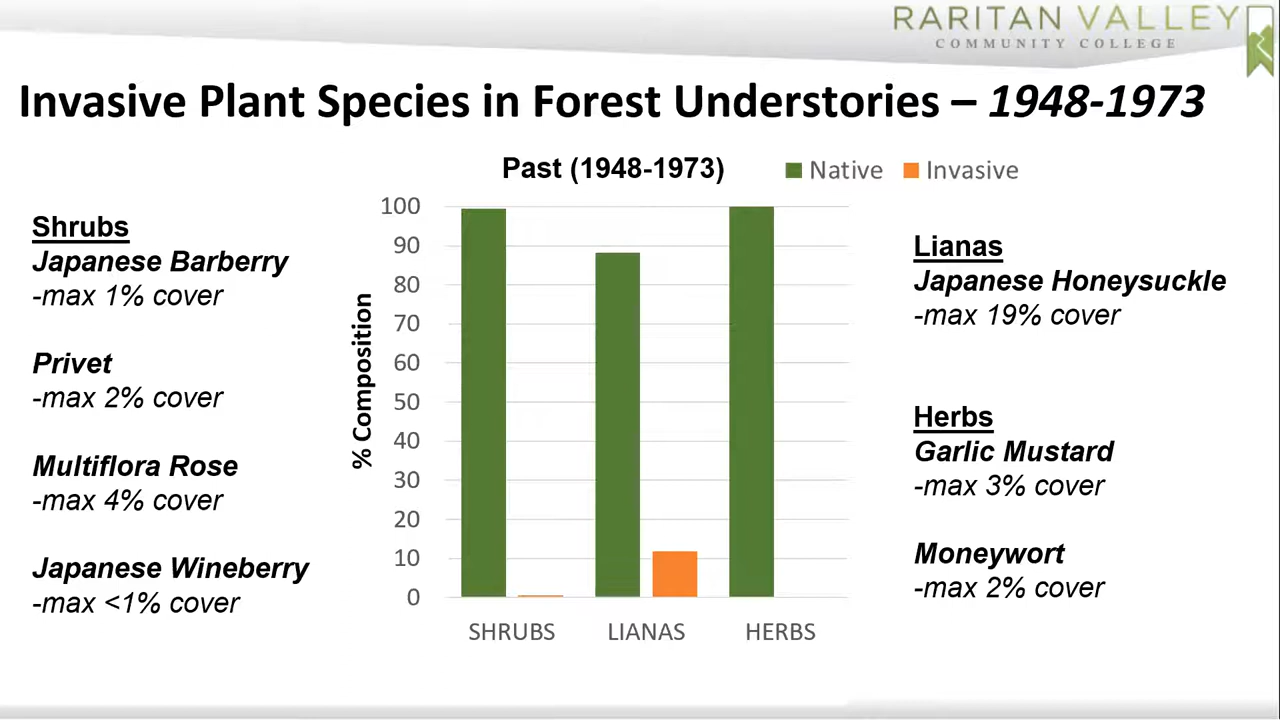 RARITAN VALLEY
COMMUNITY COLLEGE
Invasive Plant Species in Forest Understories – 1948-1973
Past (1948-1973)
Native
Invasive
Shrubs
Japanese Barberry
-max 1% cover
Privet
-max 2% cover
Multiflora Rose
-max 4% cover
Japanese Wineberry
-max <1% cover
% Composition
100
90
80
70
60
50
40
30
20
10
0
SHRUBS
LIANAS
HERBS
Lianas
Japanese Honeysuckle
-max 19% cover
Herbs
Garlic Mustard
-max 3% cover
Moneywort
-max 2% cover